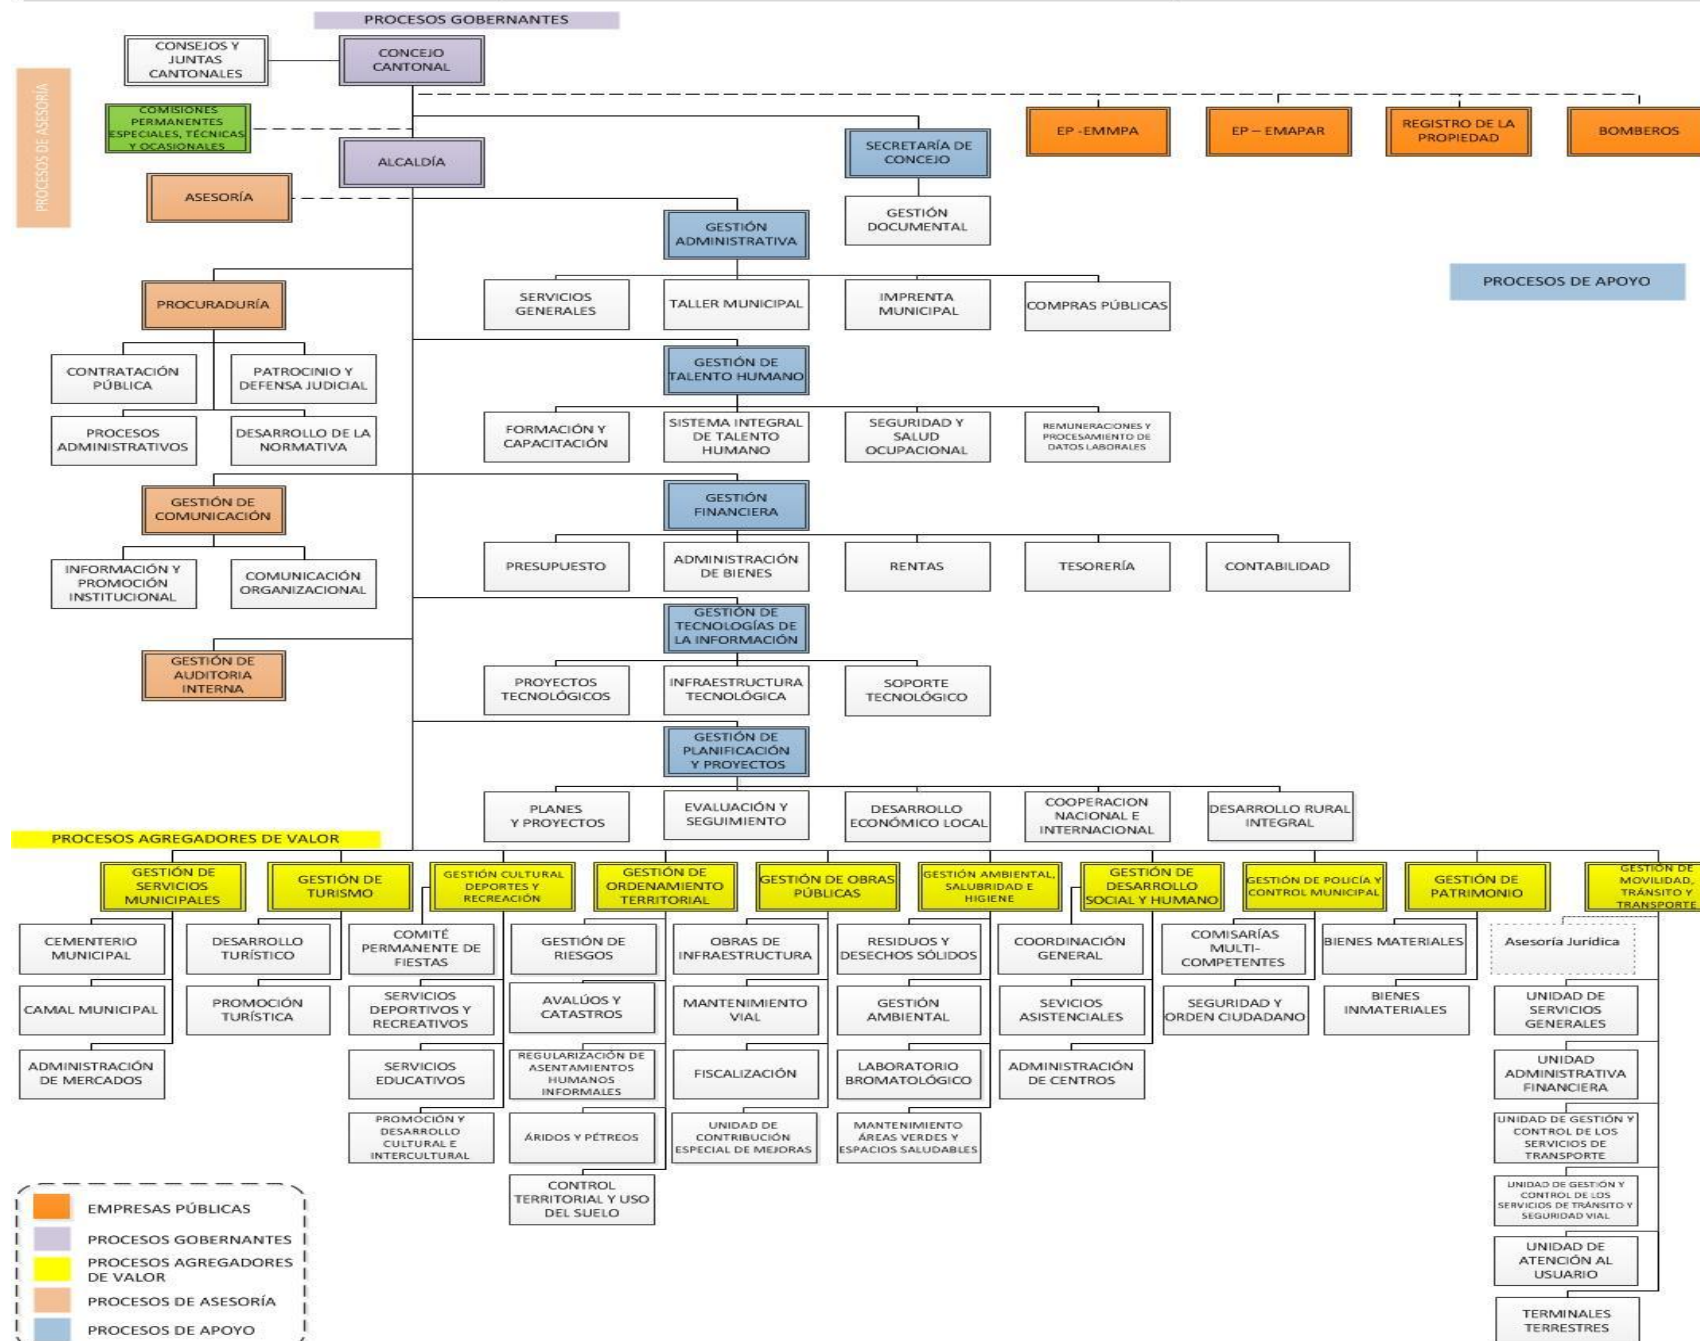 PROCESOS GOBERNANTES
CONSEJOS Y
JUNTAS
CANTONALES
CONCEJO
CANTONAL
PROCESOS DE ASESORÍA
COMISIONES
PERMANENTES
ESPECIALES, TÉCNICAS
Y OCASIONALES
EP -EMMPA
EP – EMAPAR
REGISTRO DE LA
PROPIEDAD
BOMBEROS
SECRETARÍA DE
CONCEJO
ALCALDÍA
ASESORÍA
GESTIÓN
DOCUMENTAL
GESTIÓN
ADMINISTRATIVA
PROCESOS DE APOYO
PROCURADURÍA
SERVICIOS
GENERALES
TALLER MUNICIPAL
IMPRENTA
MUNICIPAL
COMPRAS PÚBLICAS
CONTRATACIÓN
PÚBLICA
PATROCINIO Y
DEFENSA JUDICIAL
GESTIÓN DE
TALENTO HUMANO
PROCESOS
ADMINISTRATIVOS
DESARROLLO DE LA
NORMATIVA
FORMACIÓN Y
CAPACITACIÓN
SISTEMA INTEGRAL
DE TALENTO
HUMANO
SEGURIDAD Y
SALUD
OCUPACIONAL
REMUNERACIONES Y
PROCESAMIENTO DE
DATOS LABORALES
GESTIÓN DE
COMUNICACIÓN
GESTIÓN
FINANCIERA
INFORMACIÓN Y
PROMOCIÓN
INSTITUCIONAL
COMUNICACIÓN
ORGANIZACIONAL
PRESUPUESTO
ADMINISTRACIÓN
DE BIENES
RENTAS
TESORERÍA
CONTABILIDAD
GESTIÓN DE
TECNOLOGÍAS DE
LA INFORMACIÓN
GESTIÓN DE
AUDITORIA
INTERNA
PROYECTOS
TECNOLÓGICOS
INFRAESTRUCTURA
TECNOLÓGICA
SOPORTE
TECNOLÓGICO
GESTIÓN DE
PLANIFICACIÓN
Y PROYECTOS
PLANES
Y PROYECTOS
EVALUACIÓN Y
SEGUIMIENTO
DESARROLLO
ECONÓMICO LOCAL
COOPERACION
NACIONAL E
INTERNACIONAL
DESARROLLO RURAL
INTEGRAL
PROCESOS AGREGADORES DE VALOR
GESTIÓN DE
SERVICIOS
MUNICIPALES
GESTIÓN DE
TURISMO
GESTIÓN CULTURAL
DEPORTES Y
RECREACIÓN
GESTIÓN DE
ORDENAMIENTO
TERRITORIAL
GESTIÓN DE OBRAS
PÚBLICAS
GESTIÓN AMBIENTAL,
SALUBRIDAD E
HIGIENE
GESTIÓN DE
DESARROLLO
SOCIAL Y HUMANO
GESTIÓN DE POLICÍA Y
CONTROL MUNICIPAL
GESTIÓN DE
PATRIMONIO
GESTIÓN DE
MOVILIDAD,
TRÁNSITO Y
TRANSPORTE
CEMENTERIO
MUNICIPAL
DESARROLLO
TURÍSTICO
COMITÉ
PERMANENTE DE
FIESTAS
GESTIÓN DE
RIESGOS
OBRAS DE
INFRAESTRUCTURA
RESIDUOS Y
DESECHOS SÓLIDOS
COORDINACIÓN
GENERAL
COMISARÍAS
MULTI-
COMPETENTES
BIENES MATERIALES
Asesoría Jurídica
CAMAL MUNICIPAL
PROMOCIÓN
TURÍSTICA
SERVICIOS
DEPORTIVOS Y
RECREATIVOS
AVALÚOS Y
CATASTROS
MANTENIMIENTO
VIAL
GESTIÓN
AMBIENTAL
SEVICIOS
ASISTENCIALES
SEGURIDAD Y
ORDEN CIUDADANO
BIENES
INMATERIALES
UNIDAD DE
SERVICIOS
GENERALES
ADMINISTRACIÓN
DE MERCADOS
SERVICIOS
EDUCATIVOS
REGULARIZACIÓN DE
ASENTAMIENTOS
HUMANOS
INFORMALES
FISCALIZACIÓN
LABORATORIO
BROMATOLÓGICO
ADMINISTRACIÓN
DE CENTROS
UNIDAD
ADMINISTRATIVA
FINANCIERA
PROMOCIÓN Y
DESARROLLO
CULTURAL E
INTERCULTURAL
ÁRIDOS Y PÉTREOS
UNIDAD DE
CONTRIBUCIÓN
ESPECIAL DE MEJORAS
MANTENIMIENTO
ÁREAS VERDES Y
ESPACIOS SALUDABLES
UNIDAD DE GESTIÓN Y
CONTROL DE LOS
SERVICIOS DE
TRANSPORTE
CONTROL
TERRITORIAL Y USO
DEL SUELO
UNIDAD DE GESTIÓN Y
CONTROL DE LOS
SERVICIOS DE TRÁNSITO Y
SEGURIDAD VIAL
UNIDAD DE
ATENCIÓN AL
USUARIO
TERMINALES
TERRESTRES
EMPRESAS PÚBLICAS
PROCESOS GOBERNANTES
PROCESOS AGREGADORES
DE VALOR
PROCESOS DE ASESORÍA
PROCESOS DE APOYO